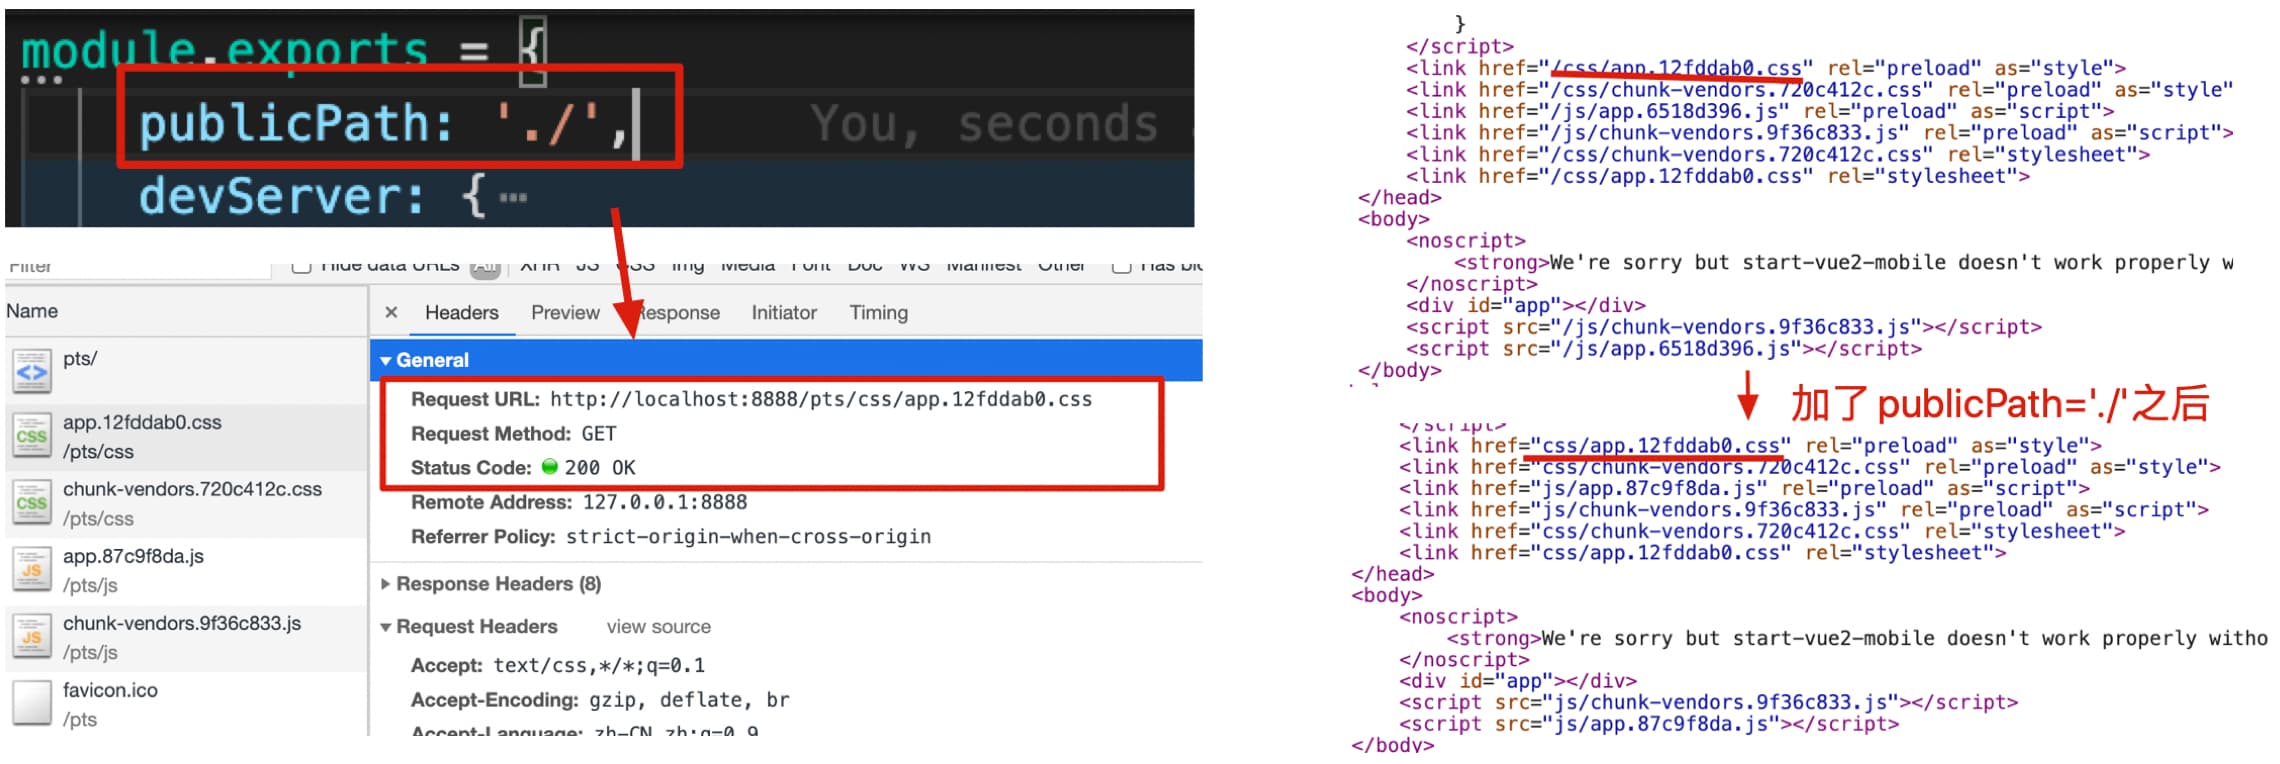 module.exports = {
publicPath: './',
You, seconds
devServer: {
Filter
Hide data URLs
All
XHR
JS
CSS
Img
Media
Font
Doc
WS
Manifest
Other
Name
pts/
app.12fddab0.css
/pts/css
chunk-vendors.720c412c.css
/pts/css
app.87c9f8da.js
/pts/js
chunk-vendors.9f36c833.js
/pts/js
favicon.ico
/pts
× Headers Preview Response Initiator Timing
General
Request URL: http://localhost:8888/pts/css/app.12fddab0.css
Request Method: GET
Status Code: 200 OK
Remote Address: 127.0.0.1:8888
Referrer Policy: strict-origin-when-cross-origin
Response Headers (8)
Request Headers view source
Accept: text/css,*/*;q=0.1
Accept-Encoding: gzip, deflate, br
Accept-Language: zh-CN,zh;q=0.9
}
</script>
<link href="/css/app.12fddab0.css" rel="preload" as="style">
<link href="/css/chunk-vendors.720c412c.css" rel="preload" as="style"
<link href="/js/app.6518d396.js" rel="preload" as="script">
<link href="/js/chunk-vendors.9f36c833.js" rel="preload" as="script">
<link href="/css/chunk-vendors.720c412c.css" rel="stylesheet">
<link href="/css/app.12fddab0.css" rel="stylesheet">
</head>
<body>
<noscript>
<strong>We're sorry but start-vue2-mobile doesn't work properly w
</noscript>
<div id="app"></div>
<script src="/js/chunk-vendors.9f36c833.js"></script>
<script src="/js/app.6518d396.js"></script>
</body>
加了publicPath='./'之后
</script>
<link href="css/app.12fddab0.css" rel="preload" as="style">
<link href="css/chunk-vendors.720c412c.css" rel="preload" as="style">
<link href="js/app.87c9f8da.js" rel="preload" as="script">
<link href="js/chunk-vendors.9f36c833.js" rel="preload" as="script">
<link href="css/chunk-vendors.720c412c.css" rel="stylesheet">
<link href="css/app.12fddab0.css" rel="stylesheet">
</head>
<body>
<noscript>
<strong>We're sorry but start-vue2-mobile doesn't work properly witho
</noscript>
<div id="app"></div>
<script src="js/chunk-vendors.9f36c833.js"></script>
<script src="js/app.87c9f8da.js"></script>
</body>